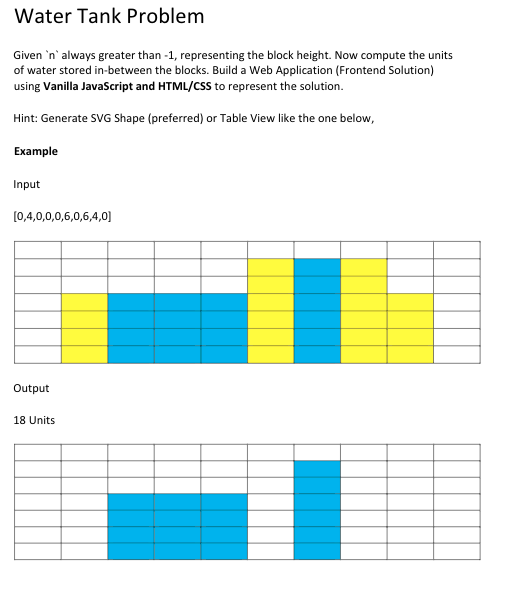 Water Tank Problem
Given `n` always greater than -1, representing the block height. Now compute the units
of water stored in-between the blocks. Build a Web Application (Frontend Solution)
using Vanilla JavaScript and HTML/CSS to represent the solution.
Hint: Generate SVG Shape (preferred) or Table View like the one below,
Example
Input
[0,4,0,0,0,6,0,6,4,0]
Output
18 Units